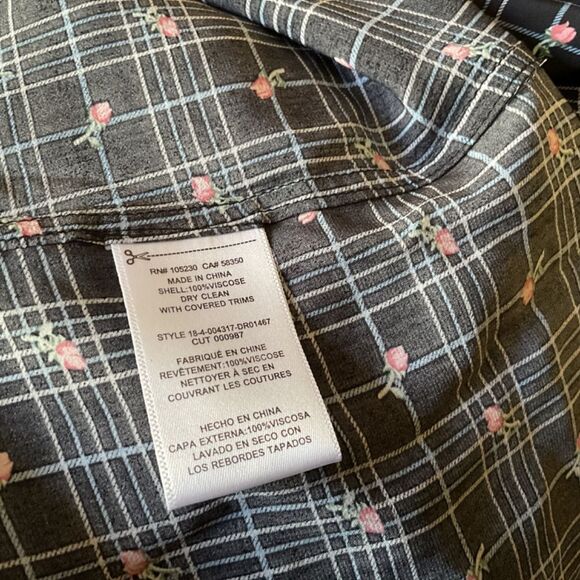 RN# 105230 CA# 58350
MADE IN CHINA
SHELL:100%VISCOSE
DRY CLEAN
WITH COVERED TRIMS
STYLE 18-4-004317-DR01467
CUT 000987
FABRIQUÉ EN CHINE
REVÊTEMENT:100%VISCOSE
NETTOYER À SEC EN
COUVRANT LES COUTURES
HECHO EN CHINA
CAPA EXTERNA:100%VISCOSA
LAVADO EN SECO CON
LOS REBORDES TAPADOS